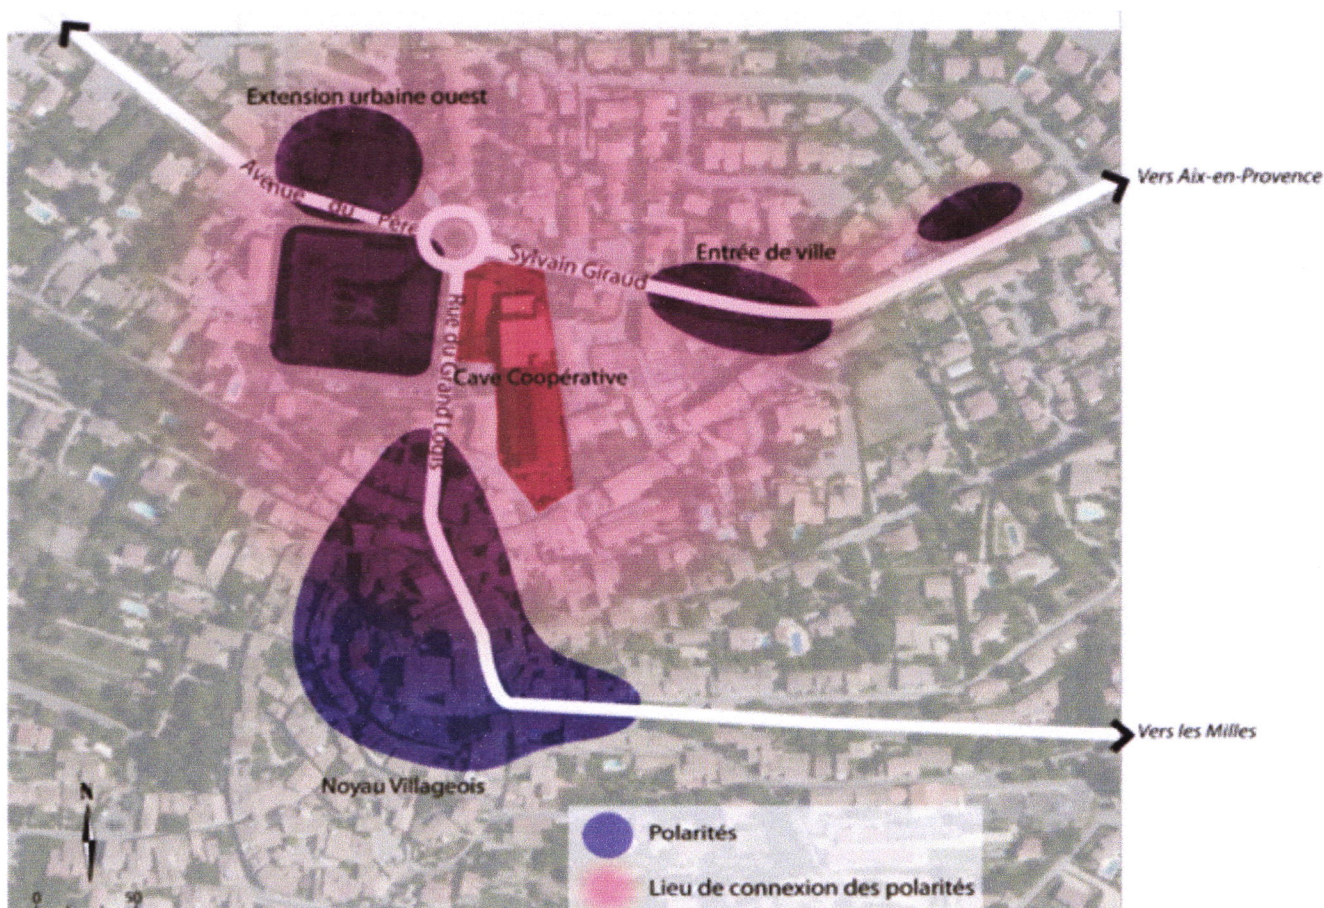 Extension urbaine ouest
Avenue du Père
Sylvain Giraud
Vers Aix-en-Provence
Entrée de ville
Rue du Grand Logis
Cave Coopérative
Vers les Milles
Noyau Villageois
N
Polarités
Lieu de connexion des polarités
0 50